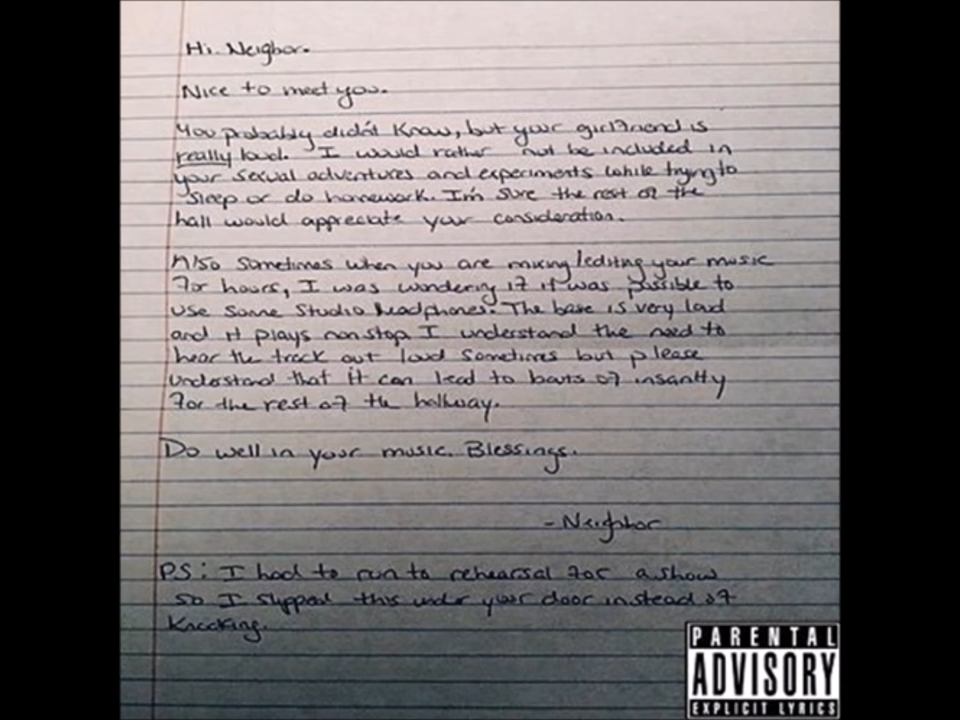 Hi Neigbor.
Nice to meet you.
You probably didn't know, but your girlfriend is
really loud. I would rather not be included in
your sexual adventures and experiments while trying to
sleep or do homework. I'm sure the rest of the
hall would appreciate your consideration.
Also sometimes when you are mixing/editing your music
for hours, I was wondering if it was possible to
use some studio headphones. The base is very loud
and it plays nonstop. I understand the need to
hear the track out loud sometimes but please
understand that it can lead to bouts of insanity
for the rest of the hallway.
Do well in your music. Blessings.
- Neighbor
PS: I had to run to rehearsal for a show
so I slipped this under your door instead of
knocking.
PARENTAL
ADVISORY
EXPLICIT LYRICS